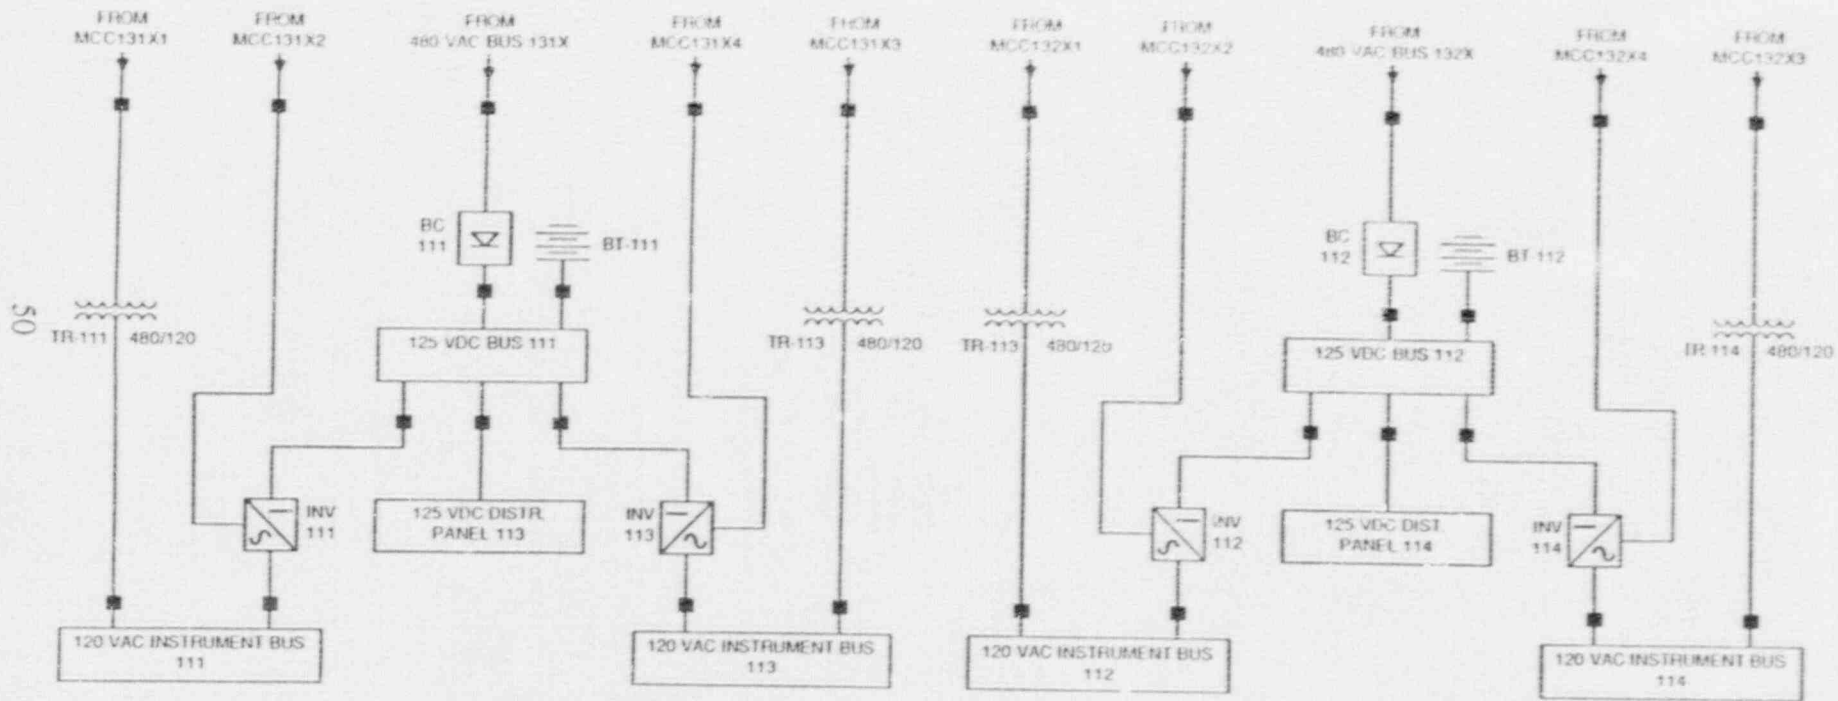 FROM
MCC131X1
FROM
MCC131X2
FROM
480 VAC BUS 131X
FROM
MCC131X4
FROM
MCC131X3
FROM
MCC132X1
FROM
MCC132X2
FROM
480 VAC BUS 132X
FROM
MCC132X4
FROM
MCC132X3
BC
111
BT-111
BC
112
BT-112
50
TR-111 480/120
125 VDC BUS 111
TR-113 480/120
TR-113 480/120
125 VDC BUS 112
TR-114 480/120
INV
111
125 VDC DISTR.
PANEL 113
INV
113
INV
112
125 VDC DIST.
PANEL 114
INV
114
120 VAC INSTRUMENT BUS
111
120 VAC INSTRUMENT BUS
113
120 VAC INSTRUMENT BUS
112
120 VAC INSTRUMENT BUS
114